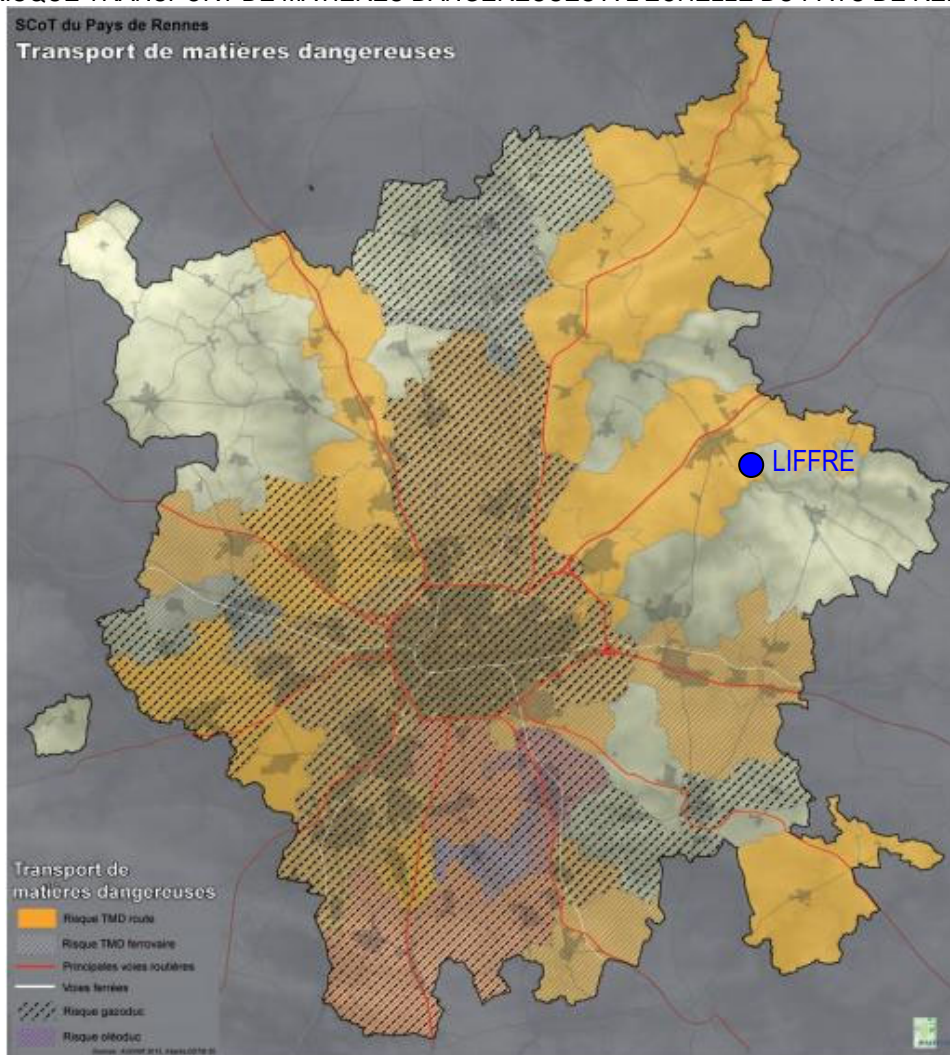 SCoT du Pays de Rennes
Transport de matières dangereuses
LIFFRE
Transport de
matières dangereuses
Risque TMD route
Risque TMD ferroviaire
Principales voies routières
Voies ferrées
Risque gazoduc
Risque oléoduc